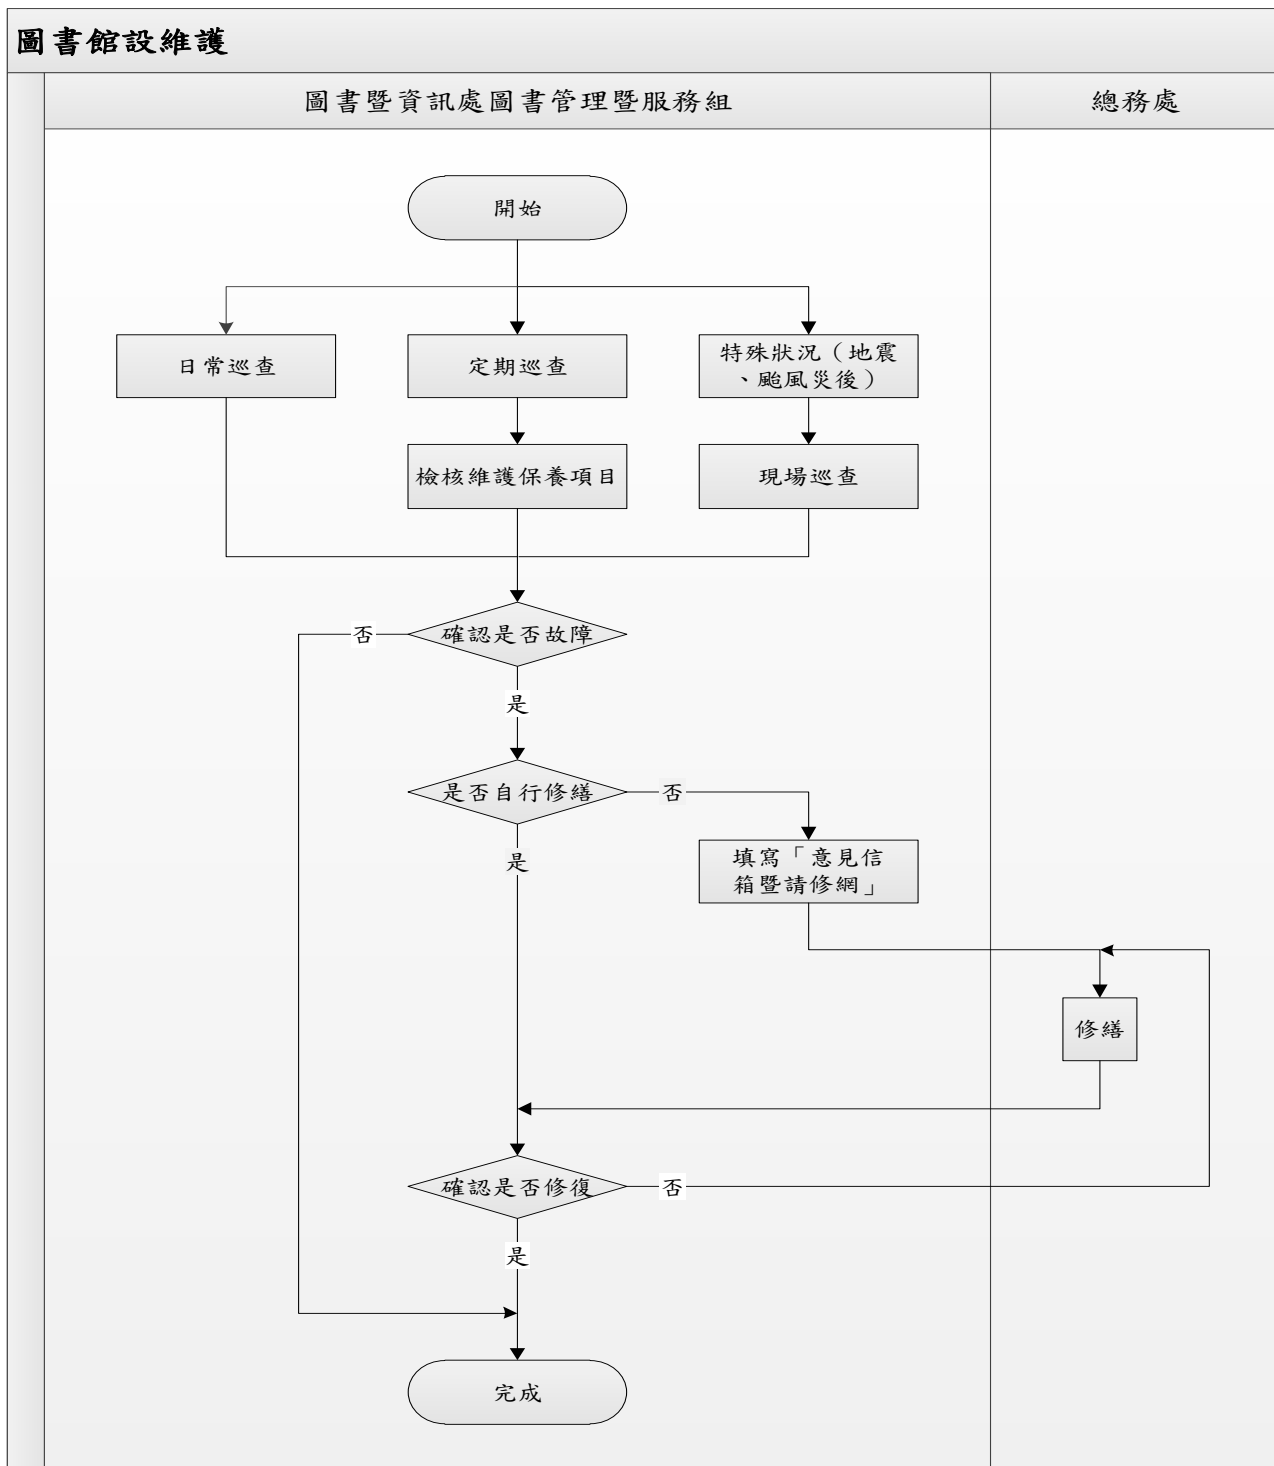 圖書館設維護
圖書暨資訊處圖書管理暨服務組
總務處
開始
日常巡查
定期巡查
特殊狀況（地震
、颱風災後）
檢核維護保養項目
現場巡查
確認是否故障
否
是
是否自行修繕
否
是
填寫「意見信
箱暨請修網」
修繕
確認是否修復
否
是
完成